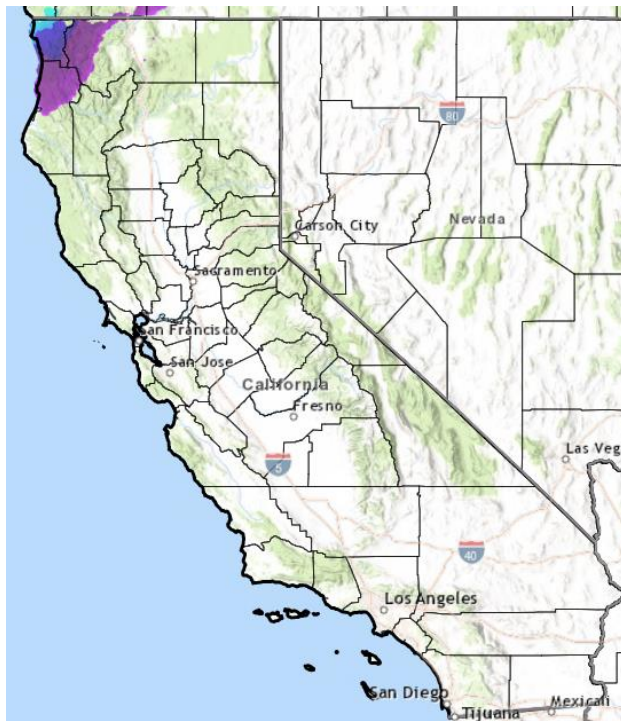 80
Nevada
Carson City
Sacramento
San Francisco
San Jose
California
Fresno
Las Veg
5
40
Los Angeles
San Diego
Tijuana
Mexicali